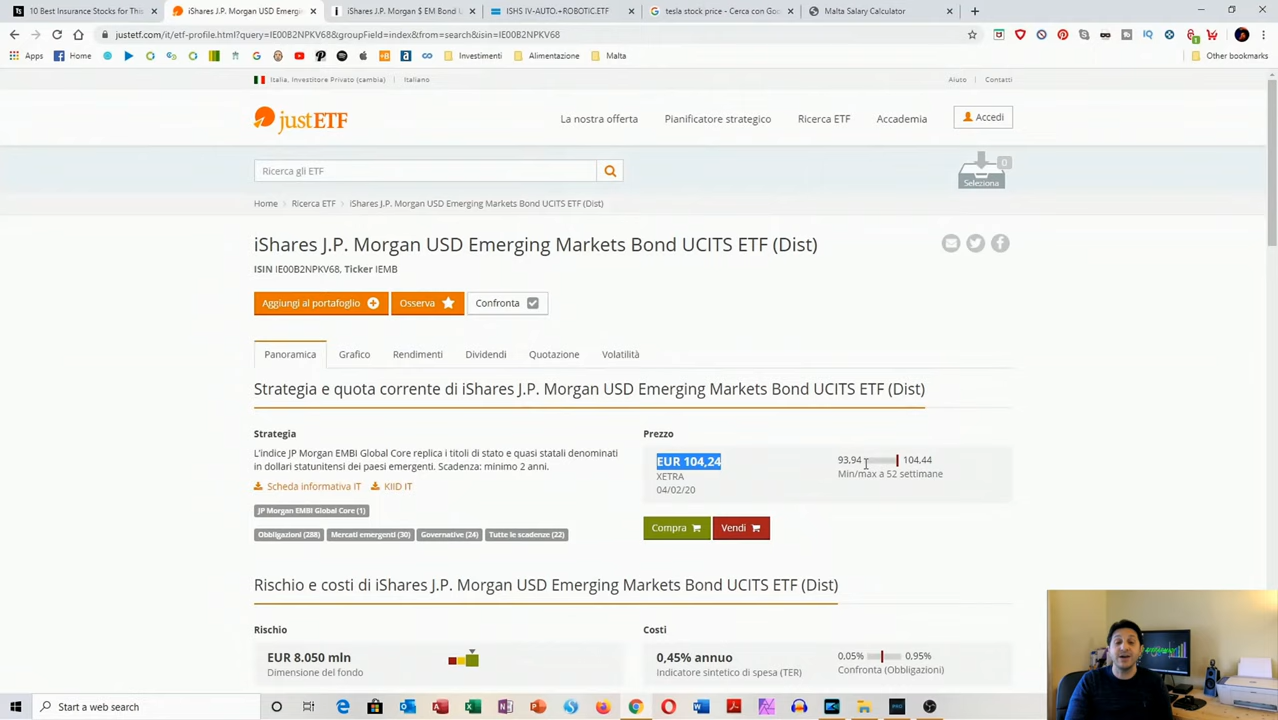 10 Best Insurance Stocks for This
iShares J.P. Morgan USD Emergin
iShares J.P. Morgan $ EM Bond U
ISHS IV-AUTO.+ROBOTIC.ETF
tesla stock price - Cerca con Goo
Malta Salary Calculator
justetf.com/it/etf-profile.html?query=IE00B2NPKV68&groupField=index&from=search&isin=IE00B2NPKV68
Apps
Home
Investimenti
Alimentazione
Malta
Other bookmarks
Italia, Investitore Privato (cambia)
Italiano
Aiuto
Contatti
justETF
La nostra offerta
Pianificatore strategico
Ricerca ETF
Accademia
Accedi
Ricerca gli ETF
0
Seleziona
Home > Ricerca ETF > iShares J.P. Morgan USD Emerging Markets Bond UCITS ETF (Dist)
iShares J.P. Morgan USD Emerging Markets Bond UCITS ETF (Dist)
ISIN IE00B2NPKV68, Ticker IEMB
Aggiungi al portafoglio
Osserva
Confronta
Panoramica
Grafico
Rendimenti
Dividendi
Quotazione
Volatilità
Strategia e quota corrente di iShares J.P. Morgan USD Emerging Markets Bond UCITS ETF (Dist)
Strategia
L'indice JP Morgan EMBI Global Core replica i titoli di stato e quasi statali denominati
in dollari statunitensi dei paesi emergenti. Scadenza: minimo 2 anni.
Scheda informativa IT
KIID IT
JP Morgan EMBI Global Core (1)
Obbligazioni (288)
Mercati emergenti (30)
Governative (24)
Tutte le scadenze (22)
Prezzo
EUR 104,24
XETRA
04/02/20
93,94
104,44
Min/max a 52 settimane
Compra
Vendi
Rischio e costi di iShares J.P. Morgan USD Emerging Markets Bond UCITS ETF (Dist)
Rischio
EUR 8.050 mln
Dimensione del fondo
Costi
0,45% annuo
Indicatore sintetico di spesa (TER)
0,05%
0,95%
Confronta (Obbligazioni)
Start a web search